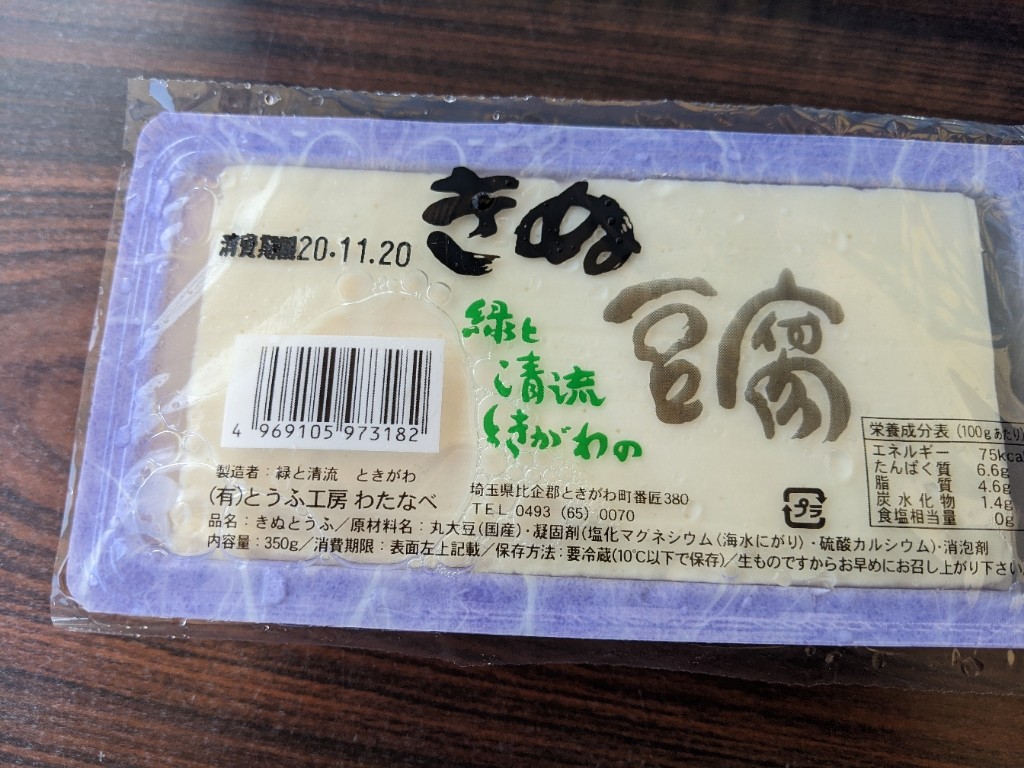 きぬ
豆腐
消費期限20.11.20
緑と
清流
ときがわの
4 969105 973182
製造者：緑と清流 ときがわ
(有)とうふ工房 わたなべ
埼玉県比企郡ときがわ町番匠380
TEL 0493 (65) 0070
品名：きぬとうふ／原材料名：丸大豆(国産)・凝固剤(塩化マグネシウム(海水にがり)・硫酸カルシウム)・消泡剤
内容量：350g／消費期限：表面左上記載／保存方法：要冷蔵(10℃以下で保存)／生ものですからお早めにお召し上がり下さい
プラ
栄養成分表 (100gあたり)
エネルギー 75kcal
たんぱく質 6.6g
脂質 4.6g
炭水化物 1.4g
食塩相当量 0g